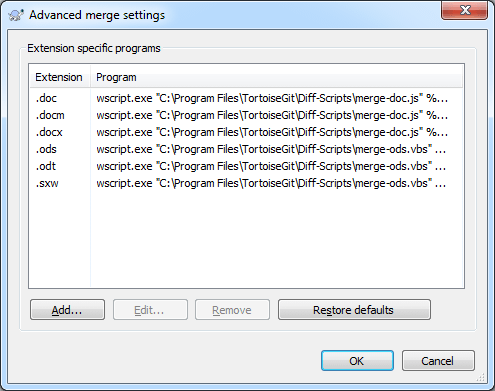 Advanced merge settings
Extension specific programs
Extension Program
.doc wscript.exe "C:\Program Files\TortoiseGit\Diff-Scripts\merge-doc.js" %...
.docm wscript.exe "C:\Program Files\TortoiseGit\Diff-Scripts\merge-doc.js" %...
.docx wscript.exe "C:\Program Files\TortoiseGit\Diff-Scripts\merge-doc.js" %...
.ods wscript.exe "C:\Program Files\TortoiseGit\Diff-Scripts\merge-ods.vbs" ...
.odt wscript.exe "C:\Program Files\TortoiseGit\Diff-Scripts\merge-ods.vbs" ...
.sxw wscript.exe "C:\Program Files\TortoiseGit\Diff-Scripts\merge-ods.vbs" ...
Add... Edit... Remove Restore defaults
OK Cancel